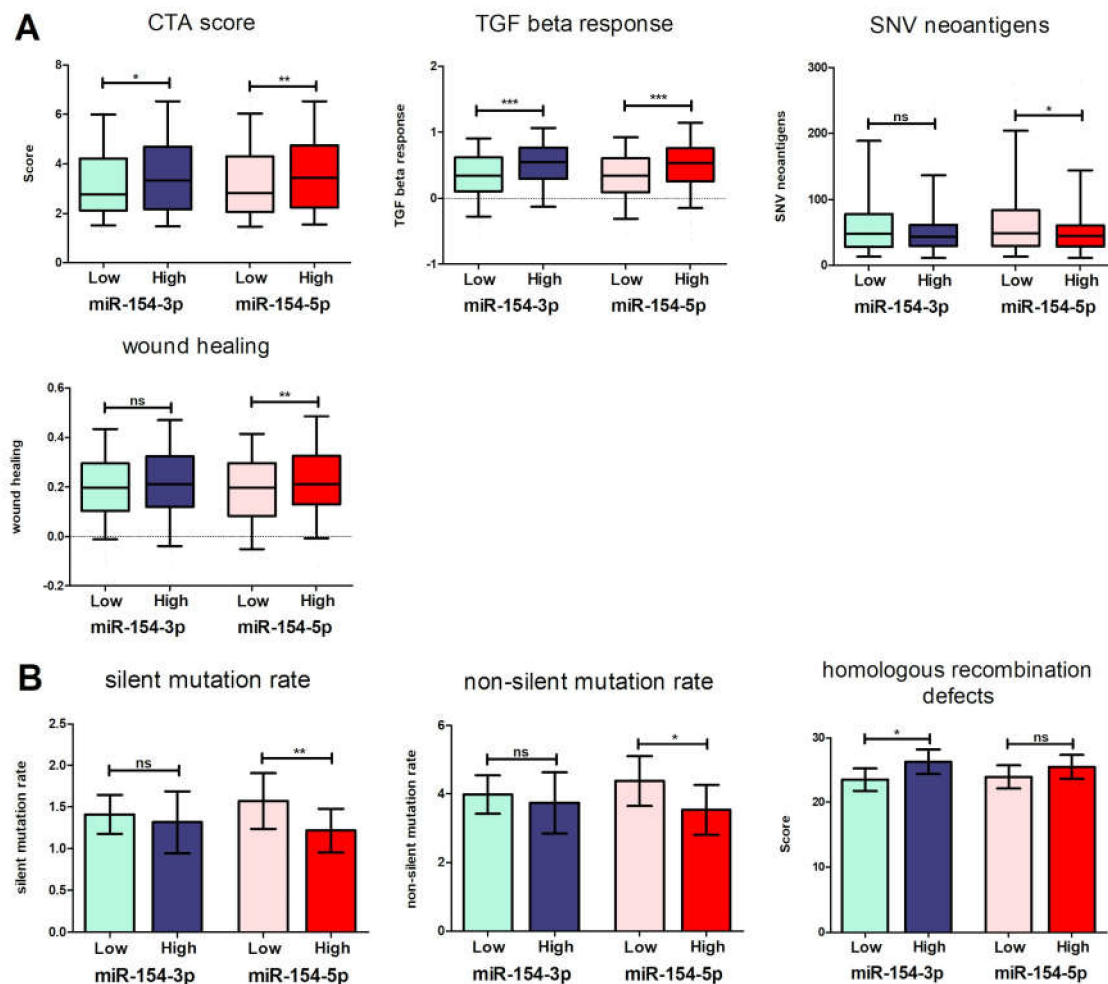 A
CTA score
Score
8
6
4
2
0
*
**
Low High Low High
miR-154-3p miR-154-5p
TGF beta response
TGF beta response
2
1
0
-1
***
***
Low High Low High
miR-154-3p miR-154-5p
SNV neoantigens
SNV neoantigens
300
200
100
0
ns
*
Low High Low High
miR-154-3p miR-154-5p
wound healing
wound healing
0.6
0.4
0.2
0.0
-0.2
ns
**
Low High Low High
miR-154-3p miR-154-5p
B
silent mutation rate
silent mutation rate
2.5
2.0
1.5
1.0
0.5
0.0
ns
**
Low High Low High
miR-154-3p miR-154-5p
non-silent mutation rate
non-silent mutation rate
6
4
2
0
ns
*
Low High Low High
miR-154-3p miR-154-5p
homologous recombination
defects
Score
30
20
10
0
*
ns
Low High Low High
miR-154-3p miR-154-5p